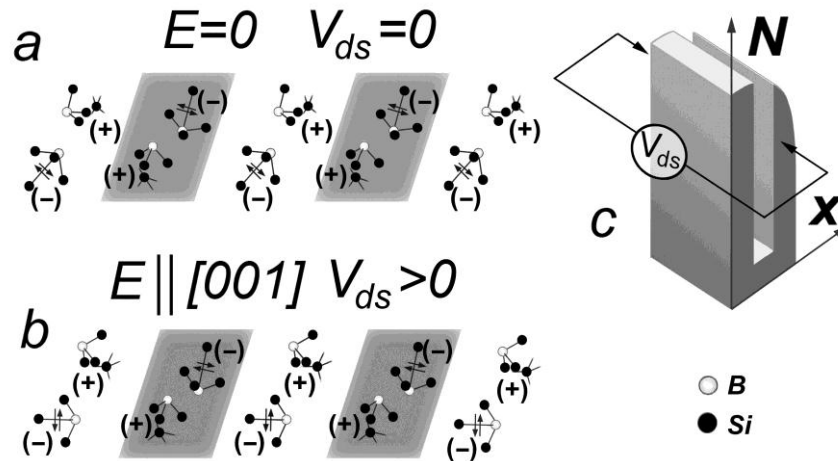 a
E=0 V_ds=0
(−)
(−)
(+)
(+)
(+)
(+)
(+)
(−)
(−)
(−)
b
E || [001] V_ds >0
(−)
(−)
(+)
(+)
(+)
(+)
(+)
(−)
(−)
(−)
N
V_ds
x
c
B
Si